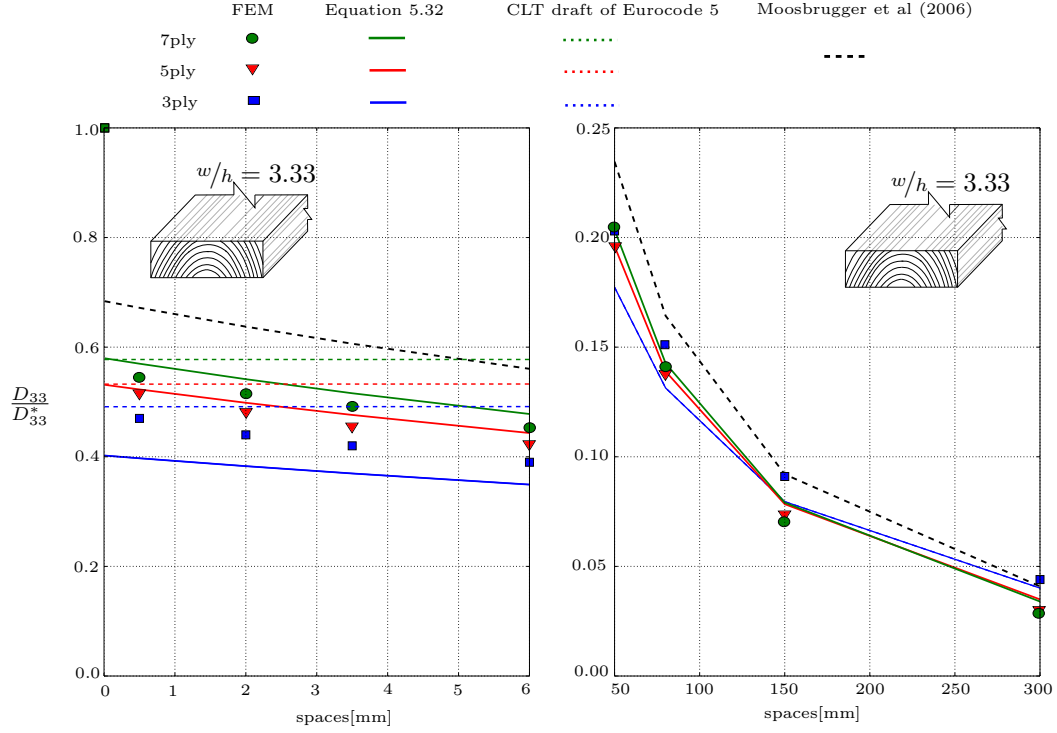 FEM Equation 5.32 CLT draft of Eurocode 5 Moosbrugger et al (2006)
7ply
5ply
3ply
1.0
0.8
0.6
0.4
0.2
0.0
D33/D*33
w/h = 3.33
0 1 2 3 4 5 6
spaces[mm]
0.25
0.20
0.15
0.10
0.05
0.00
w/h = 3.33
50 100 150 200 250 300
spaces[mm]